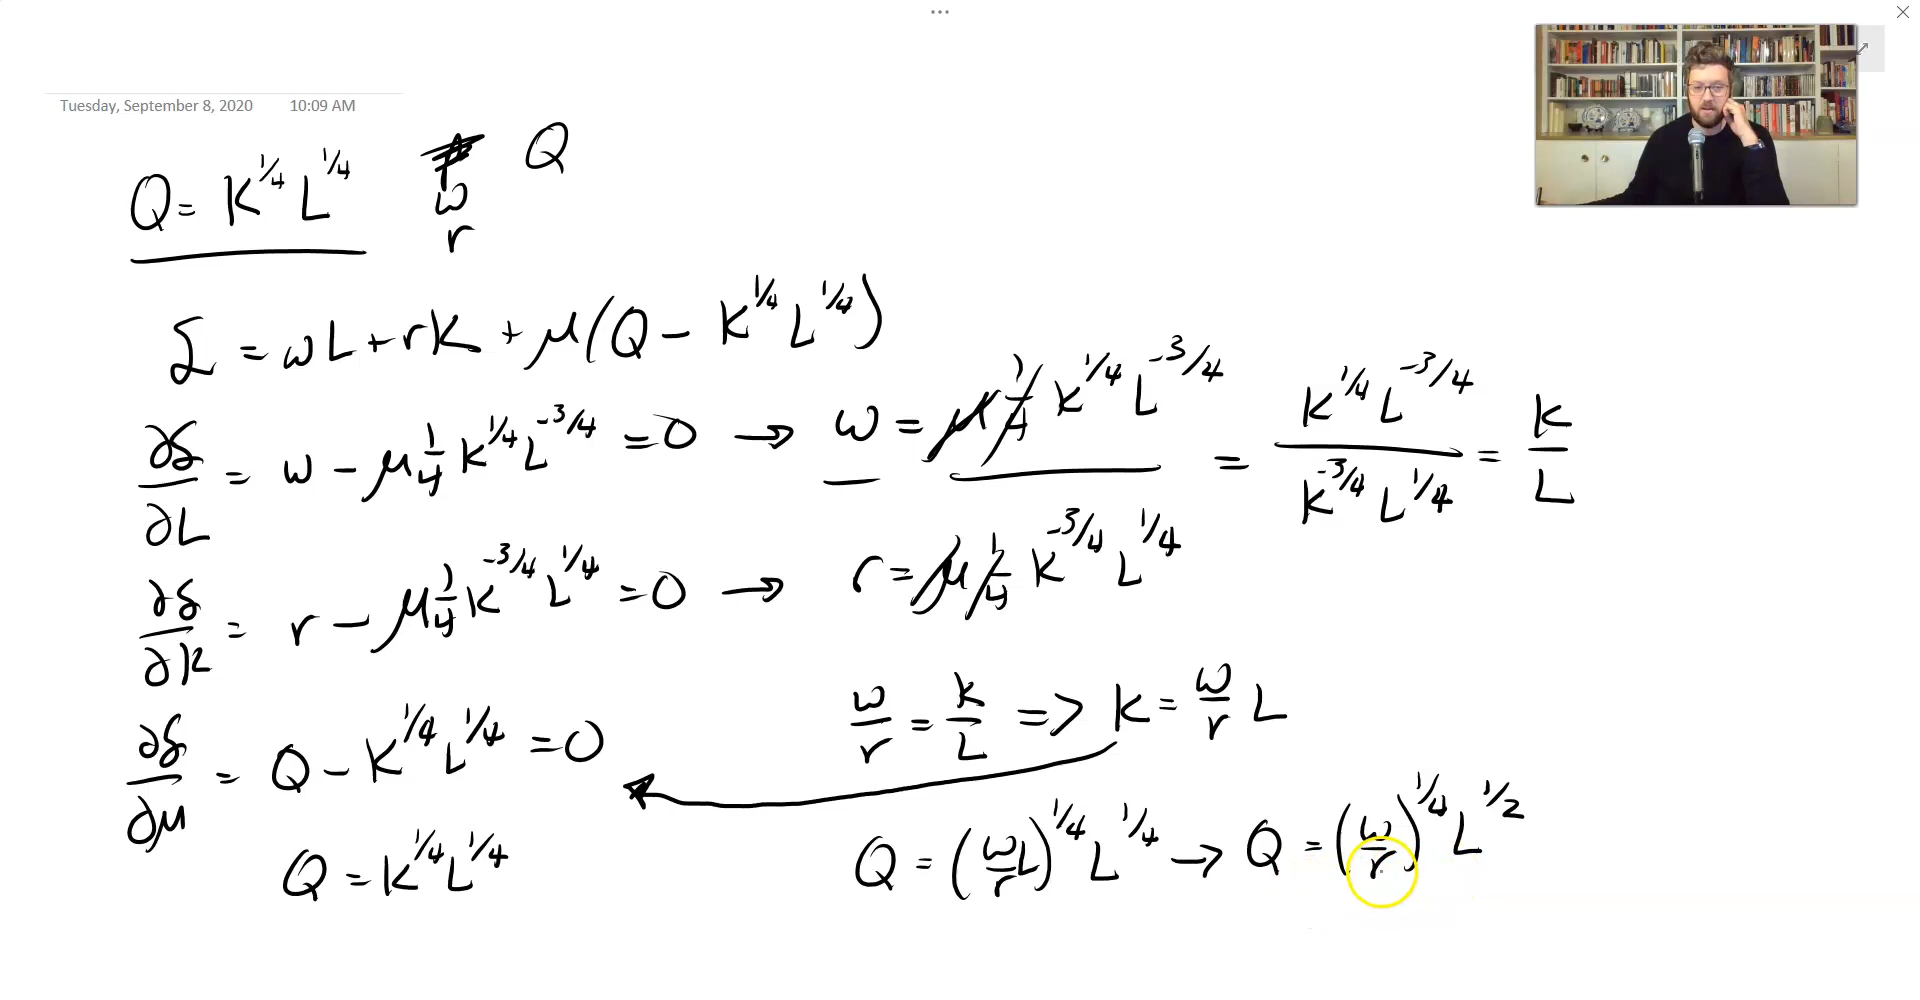 Tuesday, September 8, 2020 10:09 AM
Q = K^{1/4} L^{1/4}
w
r
Q
ℒ = wL + rK + μ(Q − K^{1/4} L^{1/4})
∂ℒ/∂L = w − μ 1/4 K^{1/4} L^{-3/4} = 0 → w = μ 1/4 K^{1/4} L^{-3/4}
= K^{1/4} L^{-3/4} / K^{-3/4} L^{1/4} = K/L
∂ℒ/∂K = r − μ 1/4 K^{-3/4} L^{1/4} = 0 → r = μ 1/4 K^{-3/4} L^{1/4}
w/r = K/L => K = w/r L
∂ℒ/∂μ = Q − K^{1/4} L^{1/4} = 0
Q = K^{1/4} L^{1/4}
Q = (w/r L)^{1/4} L^{1/4} → Q = (w/r)^{1/4} L^{1/2}